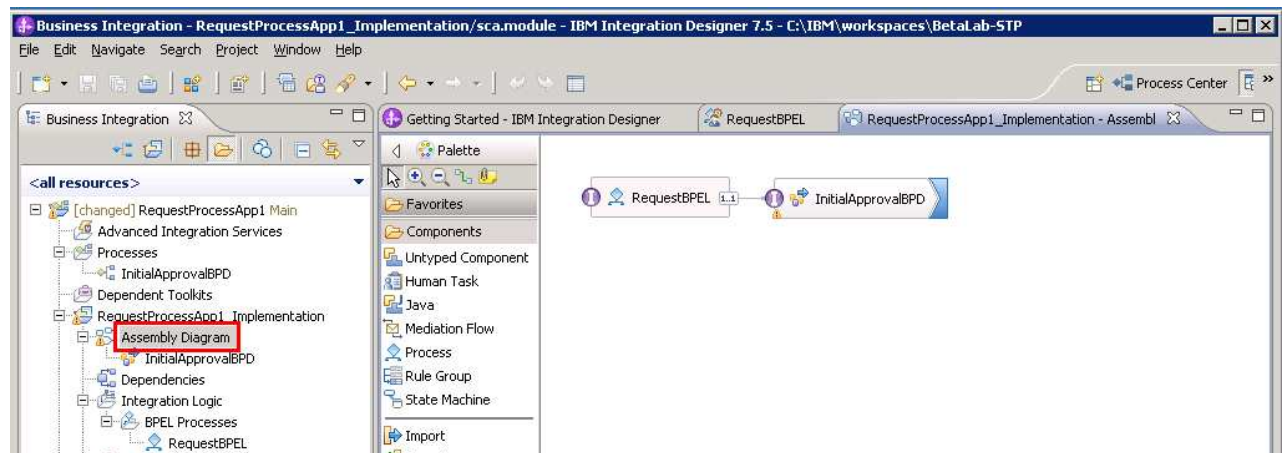 Business Integration - RequestProcessApp1_Implementation/sca.module - IBM Integration Designer 7.5 - C:\IBM\workspaces\BetaLab-STP
File Edit Navigate Search Project Window Help
Process Center
Business Integration
Getting Started - IBM Integration Designer
RequestBPEL
RequestProcessApp1_Implementation - Assembl
Palette
<all resources>
Favorites
Components
Untyped Component
Human Task
Java
Mediation Flow
Process
Rule Group
State Machine
Import
[changed] RequestProcessApp1 Main
Advanced Integration Services
Processes
InitialApprovalBPD
Dependent Toolkits
RequestProcessApp1_Implementation
Assembly Diagram
InitialApprovalBPD
Dependencies
Integration Logic
BPEL Processes
RequestBPEL
RequestBPEL
1..1
InitialApprovalBPD